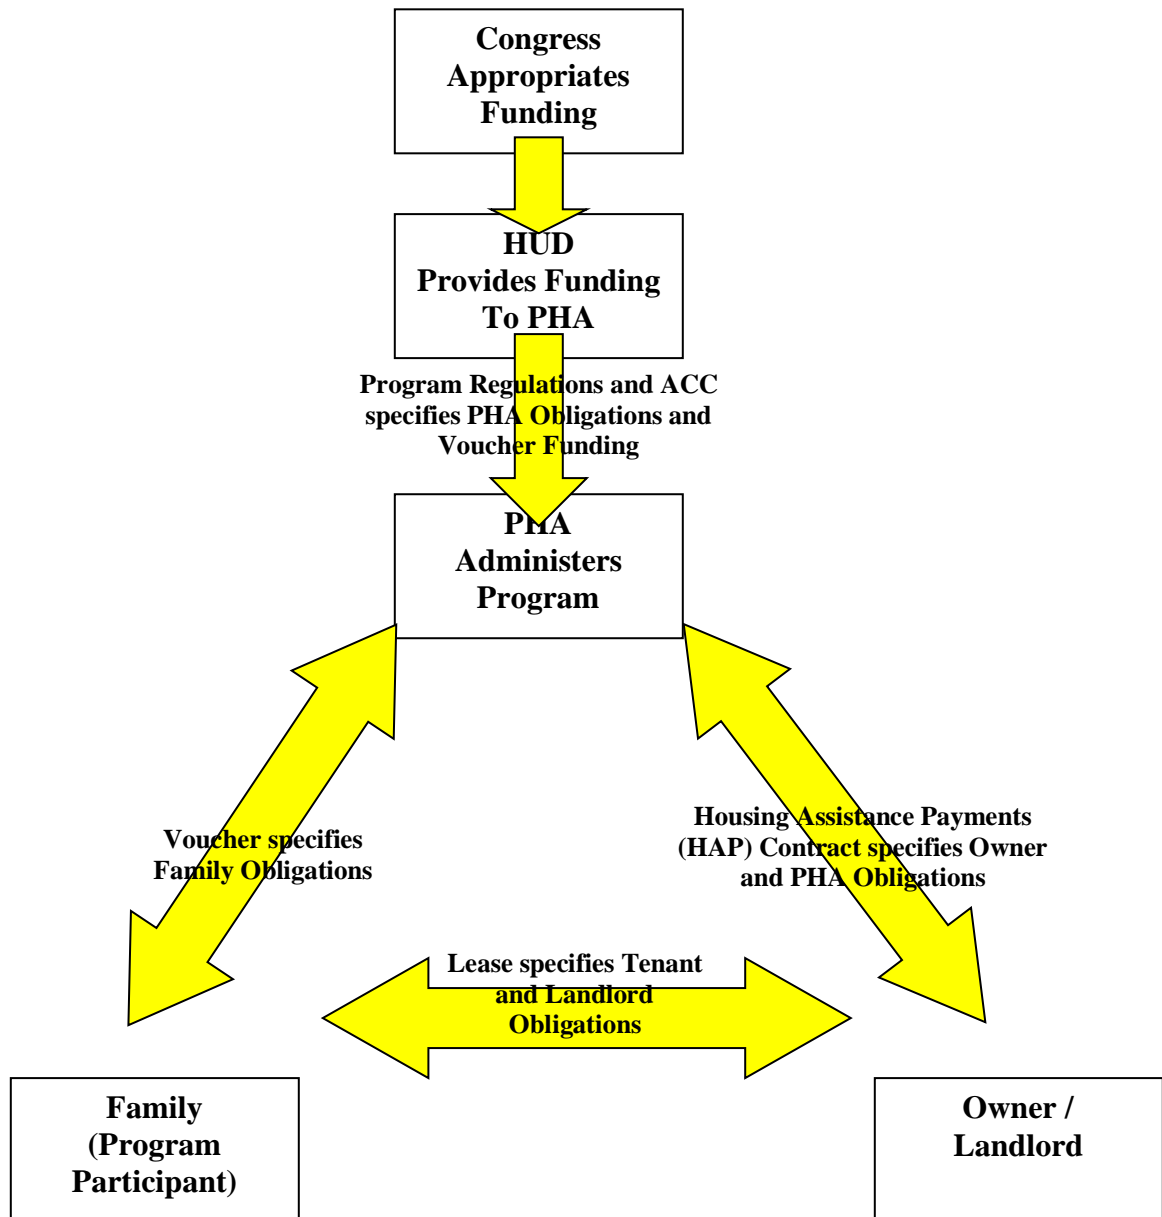 Congress
Appropriates
Funding
HUD
Provides Funding
To PHA
Program Regulations and ACC
specifies PHA Obligations and
Voucher Funding
PHA
Administers
Program
Voucher specifies
Family Obligations
Housing Assistance Payments
(HAP) Contract specifies Owner
and PHA Obligations
Lease specifies Tenant
and Landlord
Obligations
Family
(Program
Participant)
Owner /
Landlord